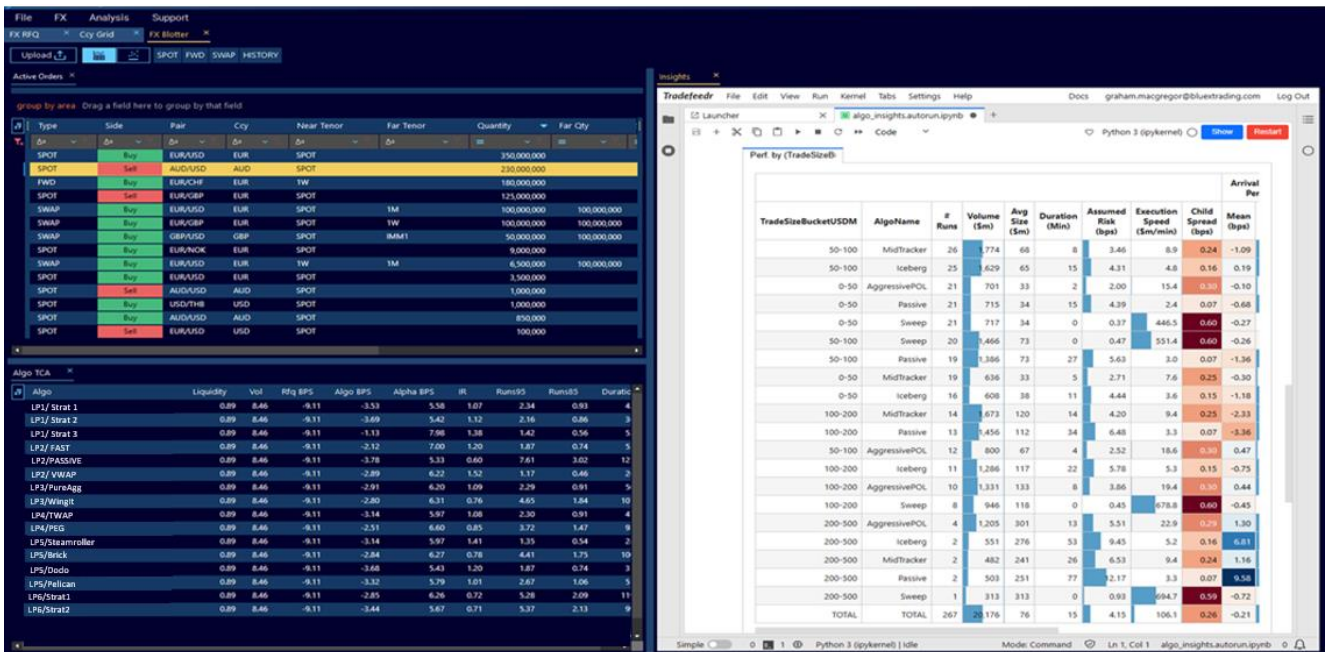 File FX Analysis Support
FX RFQ × Ccy Grid × FX Blotter ×
Upload SPOT FWD SWAP HISTORY
Active Orders ×
group by area Drag a field here to group by that field
Type Side Pair Ccy Near Tenor Far Tenor Quantity Far Qty
SPOT Buy EUR/USD EUR SPOT 350,000,000
SPOT Sell AUD/USD AUD SPOT 230,000,000
FWD Buy EUR/CHF EUR 1W 180,000,000
SPOT Sell EUR/GBP EUR SPOT 125,000,000
SWAP Buy EUR/USD EUR SPOT 1M 100,000,000 100,000,000
SWAP Buy EUR/GBP EUR SPOT 1W 100,000,000 100,000,000
SWAP Buy GBP/USD GBP SPOT IMM1 50,000,000 100,000,000
SPOT Buy EUR/NOK EUR SPOT 9,000,000
SWAP Buy EUR/USD EUR 1W 1M 6,500,000 100,000,000
SPOT Buy EUR/USD EUR SPOT 3,500,000
SPOT Sell AUD/USD AUD SPOT 1,000,000
SPOT Buy USD/THB USD SPOT 1,000,000
SPOT Buy AUD/USD AUD SPOT 850,000
SPOT Sell EUR/USD USD SPOT 100,000
Algo TCA ×
Algo Liquidity Vol Rfq BPS Algo BPS Alpha BPS IR Runs95 Runs85 Duratic
LP1/ Strat 1 0.89 8.46 -9.11 -3.53 5.58 1.07 2.34 0.93 4.
LP1/ Strat 2 0.89 8.46 -9.11 -3.69 5.42 1.12 2.16 0.86 3
LP1/ Strat 3 0.89 8.46 -9.11 -1.13 7.98 1.38 1.42 0.56 5
LP2/ FAST 0.89 8.46 -9.11 -2.12 7.00 1.20 1.87 0.74 5
LP2/PASSIVE 0.89 8.46 -9.11 -3.78 5.33 0.60 7.61 3.02 12
LP2/ VWAP 0.89 8.46 -9.11 -2.89 6.22 1.52 1.17 0.46 2
LP3/PureAgg 0.89 8.46 -9.11 -2.91 6.20 1.09 2.29 0.91 5
LP3/WingIt 0.89 8.46 -9.11 -2.80 6.31 0.76 4.65 1.84 10
LP4/TWAP 0.89 8.46 -9.11 -3.14 5.97 1.08 2.30 0.91 4
LP4/PEG 0.89 8.46 -9.11 -2.51 6.60 0.85 3.72 1.47 9
LP5/Steamroller 0.89 8.46 -9.11 -3.14 5.97 1.41 1.35 0.54 2
LP5/Brick 0.89 8.46 -9.11 -2.84 6.27 0.78 4.41 1.75 10
LP5/Dodo 0.89 8.46 -9.11 -3.68 5.43 1.20 1.87 0.74 3
LP5/Pelican 0.89 8.46 -9.11 -3.32 5.79 1.01 2.67 1.06 5
LP6/Strat1 0.89 8.46 -9.11 -2.85 6.26 0.72 5.28 2.09 11
LP6/Strat2 0.89 8.46 -9.11 -3.44 5.67 0.71 5.37 2.13 9
Insights ×
Tradefeedr File Edit View Run Kernel Tabs Settings Help Docs graham.macgregor@bluextrading.com Log Out
Launcher × algo_insights.autorun.ipynb
Code Python 3 (ipykernel) Show Restart
Perf. by (TradeSizeB
Arrival
Per
TradeSizeBucketUSDM AlgoName # Runs Volume ($m) Avg Size ($m) Duration (Min) Assumed Risk (bps) Execution Speed ($m/min) Child Spread (bps) Mean (bps)
50-100 MidTracker 26 1,774 68 8 3.46 8.9 0.24 -1.09
50-100 Iceberg 25 1,629 65 15 4.31 4.8 0.16 0.19
0-50 AggressivePOL 21 701 33 2 2.00 15.4 0.30 -0.10
0-50 Passive 21 715 34 15 4.39 2.4 0.07 -0.68
0-50 Sweep 21 717 34 0 0.37 446.5 0.60 -0.27
50-100 Sweep 20 1,466 73 0 0.47 551.4 0.60 -0.26
50-100 Passive 19 1,386 73 27 5.63 3.0 0.07 -1.36
0-50 MidTracker 19 636 33 5 2.71 7.6 0.25 -0.30
0-50 Iceberg 16 608 38 11 4.44 3.6 0.15 -1.18
100-200 MidTracker 14 1,673 120 14 4.20 9.4 0.25 -2.33
100-200 Passive 13 1,456 112 34 6.48 3.3 0.07 -3.36
50-100 AggressivePOL 12 800 67 4 2.52 18.6 0.30 0.47
100-200 Iceberg 11 1,286 117 22 5.78 5.3 0.15 -0.75
100-200 AggressivePOL 10 1,331 133 8 3.86 19.4 0.30 0.44
100-200 Sweep 8 946 118 0 0.45 678.8 0.60 -0.45
200-500 AggressivePOL 4 1,205 301 13 5.51 22.9 0.29 1.30
200-500 Iceberg 2 551 276 53 9.45 5.2 0.16 6.81
200-500 MidTracker 2 482 241 26 6.53 9.4 0.24 1.16
200-500 Passive 2 503 251 77 12.17 3.3 0.07 9.58
200-500 Sweep 1 313 313 0 0.93 694.7 0.59 -0.72
TOTAL TOTAL 267 20,176 76 15 4.15 106.1 0.26 -0.21
Simple 0 1 Python 3 (ipykernel) | Idle Mode: Command Ln 1, Col 1 algo_insights.autorun.ipynb 0